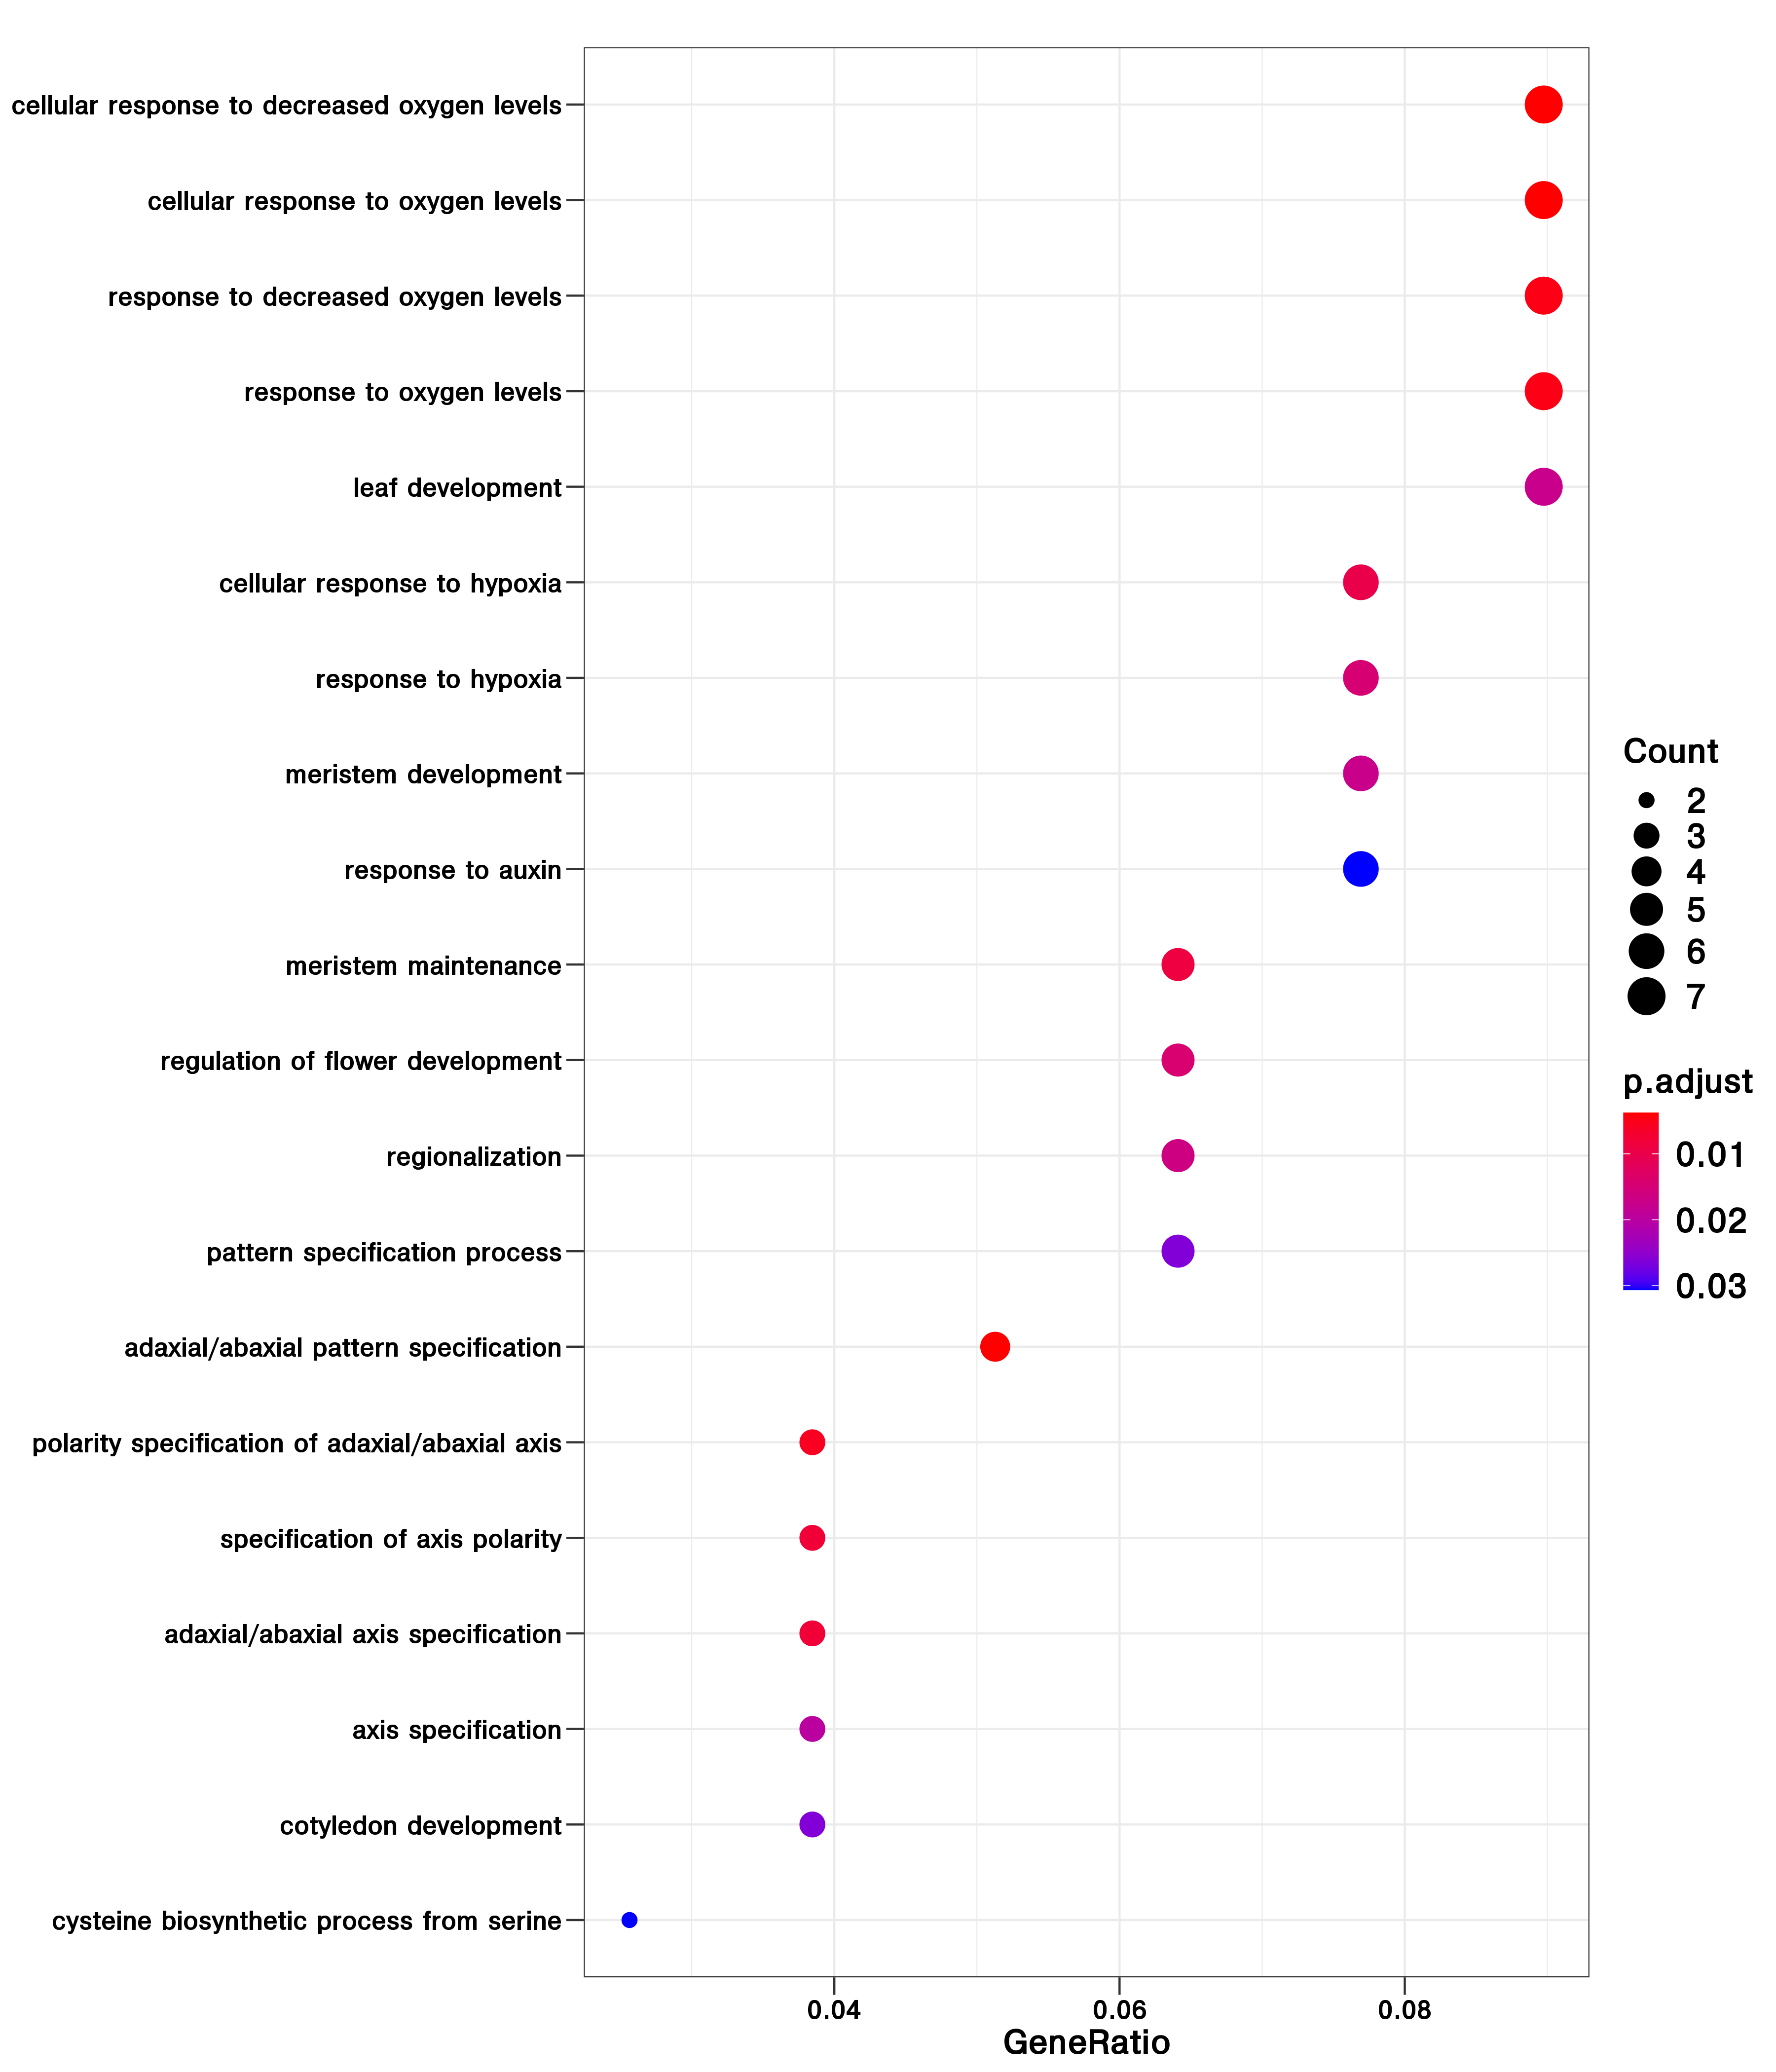 cellular response to decreased oxygen levels
cellular response to oxygen levels
response to decreased oxygen levels
response to oxygen levels
leaf development
cellular response to hypoxia
response to hypoxia
meristem development
response to auxin
meristem maintenance
regulation of flower development
regionalization
pattern specification process
adaxial/abaxial pattern specification
polarity specification of adaxial/abaxial axis
specification of axis polarity
adaxial/abaxial axis specification
axis specification
cotyledon development
cysteine biosynthetic process from serine
0.04 0.06 0.08
GeneRatio
Count
2
3
4
5
6
7
p.adjust
0.01
0.02
0.03